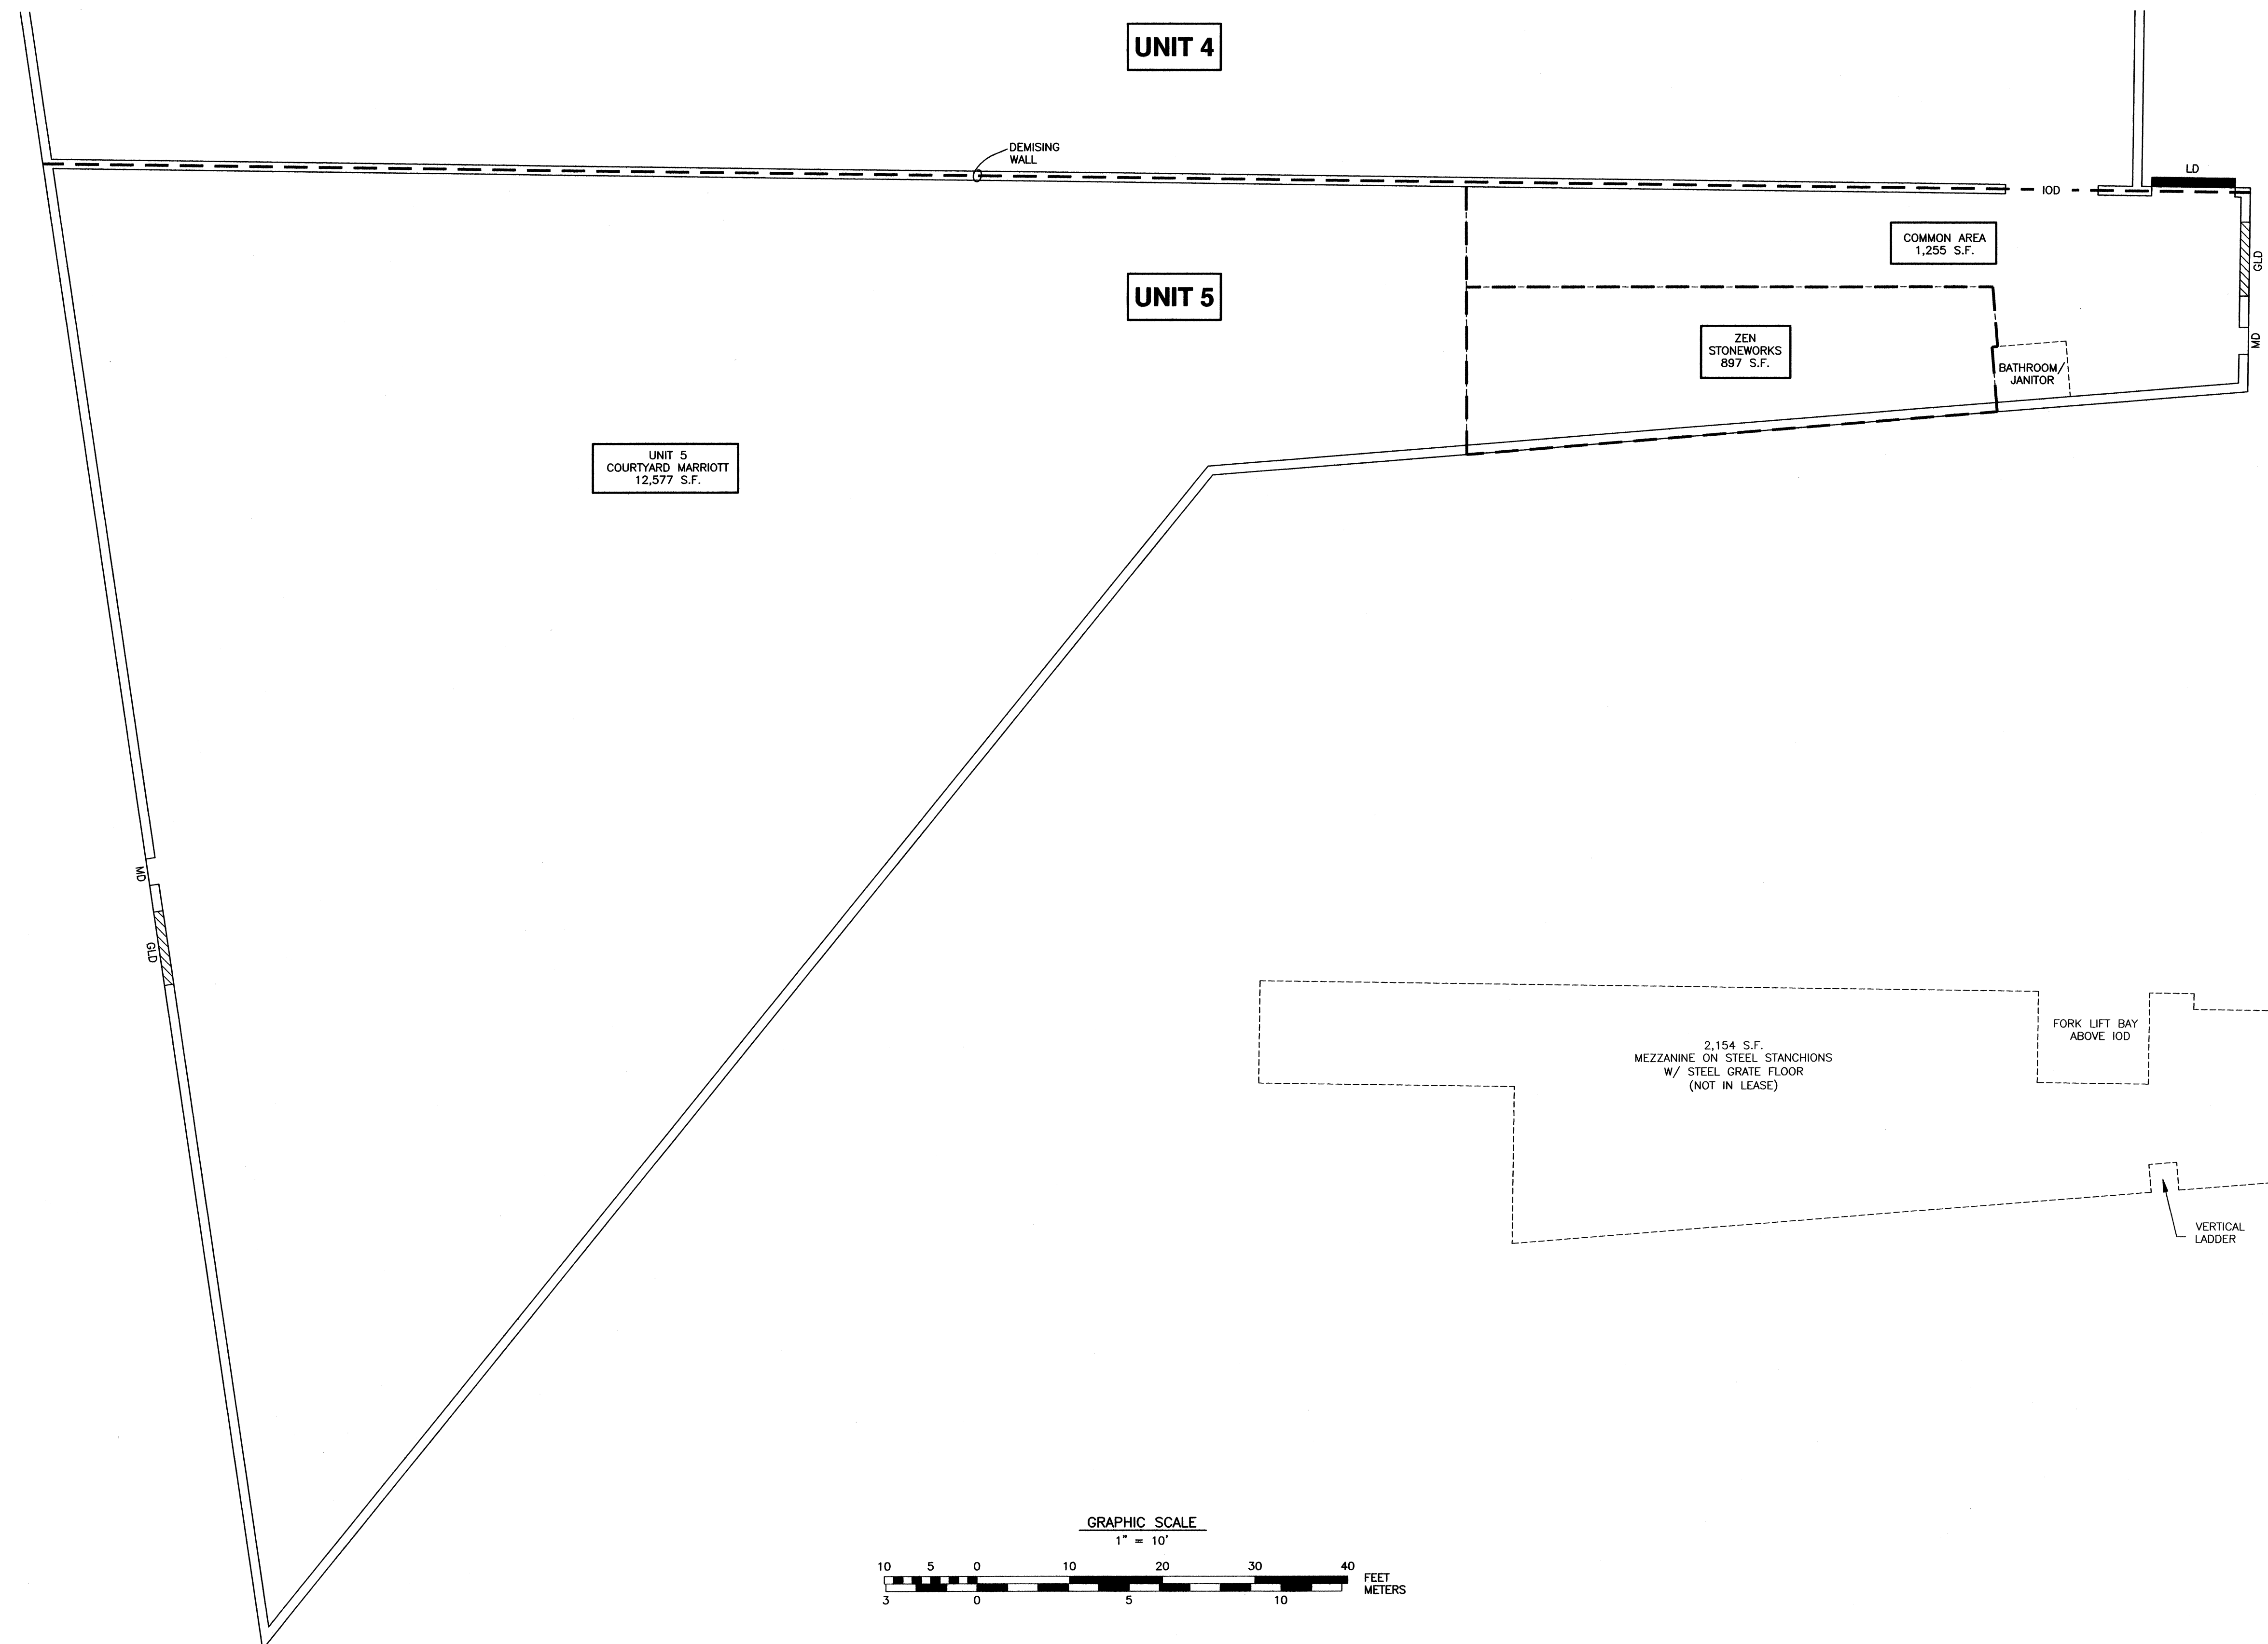 UNIT 4
DEMISING
WALL
LD
IOD
COMMON AREA
1,255 S.F.
GLD
UNIT 5
ZEN
STONEWORKS
897 S.F.
MD
BATHROOM/
JANITOR
UNIT 5
COURTYARD MARRIOTT
12,577 S.F.
MD
GLD
2,154 S.F.
MEZZANINE ON STEEL STANCHIONS
W/ STEEL GRATE FLOOR
(NOT IN LEASE)
FORK LIFT BAY
ABOVE IOD
VERTICAL
LADDER
GRAPHIC SCALE
1" = 10'
10 5 0 10 20 30 40
FEET
METERS
3 0 5 10